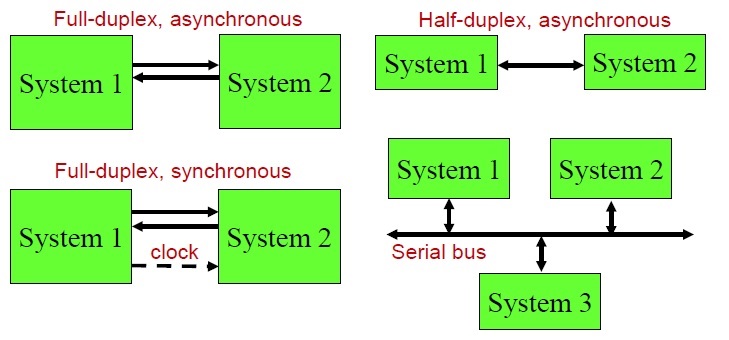 Full-duplex, asynchronous
System 1
System 2
Half-duplex, asynchronous
System 1
System 2
Full-duplex, synchronous
System 1
clock
System 2
System 1
System 2
Serial bus
System 3